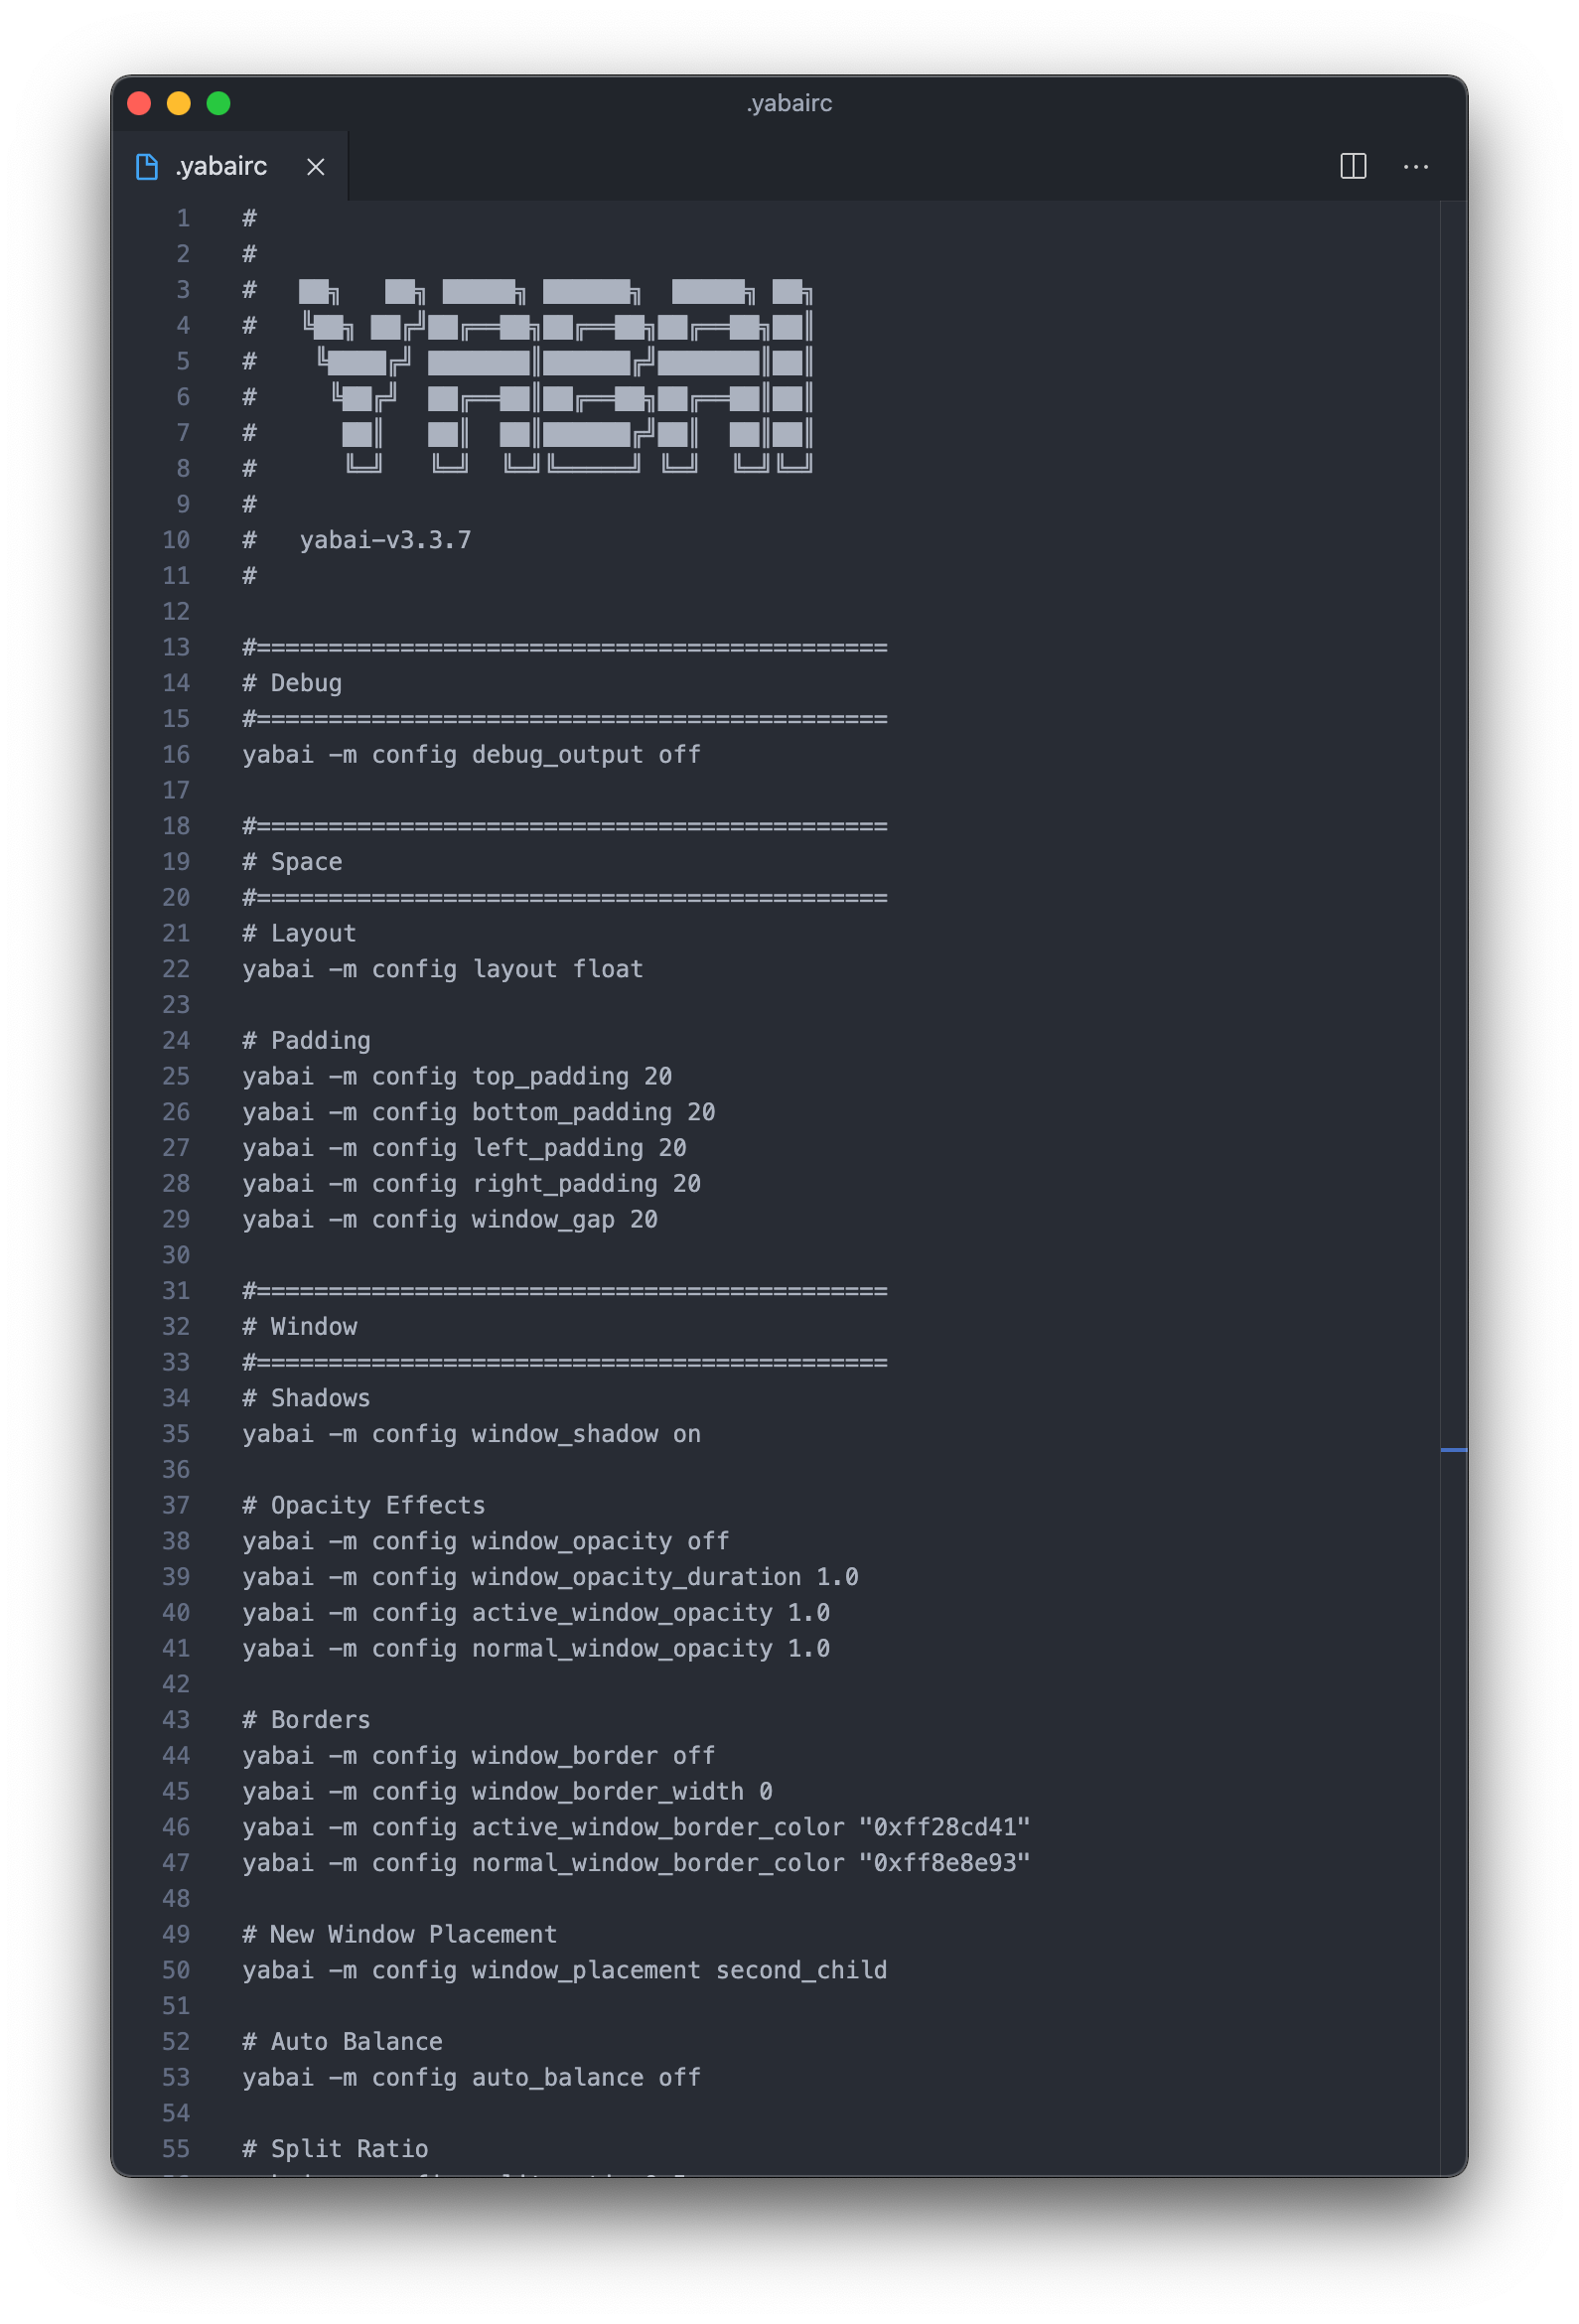 .yabairc
.yabairc
1 #
2 #
3 #   ██╗   ██╗ █████╗ ██████╗  █████╗ ██╗
4 #   ╚██╗ ██╔╝██╔══██╗██╔══██╗██╔══██╗██║
5 #    ╚████╔╝ ███████║██████╔╝███████║██║
6 #     ╚██╔╝  ██╔══██║██╔══██╗██╔══██║██║
7 #      ██║   ██║  ██║██████╔╝██║  ██║██║
8 #      ╚═╝   ╚═╝  ╚═╝╚═════╝ ╚═╝  ╚═╝╚═╝
9 #
10 #   yabai-v3.3.7
11 #
12
13 #============================================
14 # Debug
15 #============================================
16 yabai -m config debug_output off
17
18 #============================================
19 # Space
20 #============================================
21 # Layout
22 yabai -m config layout float
23
24 # Padding
25 yabai -m config top_padding 20
26 yabai -m config bottom_padding 20
27 yabai -m config left_padding 20
28 yabai -m config right_padding 20
29 yabai -m config window_gap 20
30
31 #============================================
32 # Window
33 #============================================
34 # Shadows
35 yabai -m config window_shadow on
36
37 # Opacity Effects
38 yabai -m config window_opacity off
39 yabai -m config window_opacity_duration 1.0
40 yabai -m config active_window_opacity 1.0
41 yabai -m config normal_window_opacity 1.0
42
43 # Borders
44 yabai -m config window_border off
45 yabai -m config window_border_width 0
46 yabai -m config active_window_border_color "0xff28cd41"
47 yabai -m config normal_window_border_color "0xff8e8e93"
48
49 # New Window Placement
50 yabai -m config window_placement second_child
51
52 # Auto Balance
53 yabai -m config auto_balance off
54
55 # Split Ratio